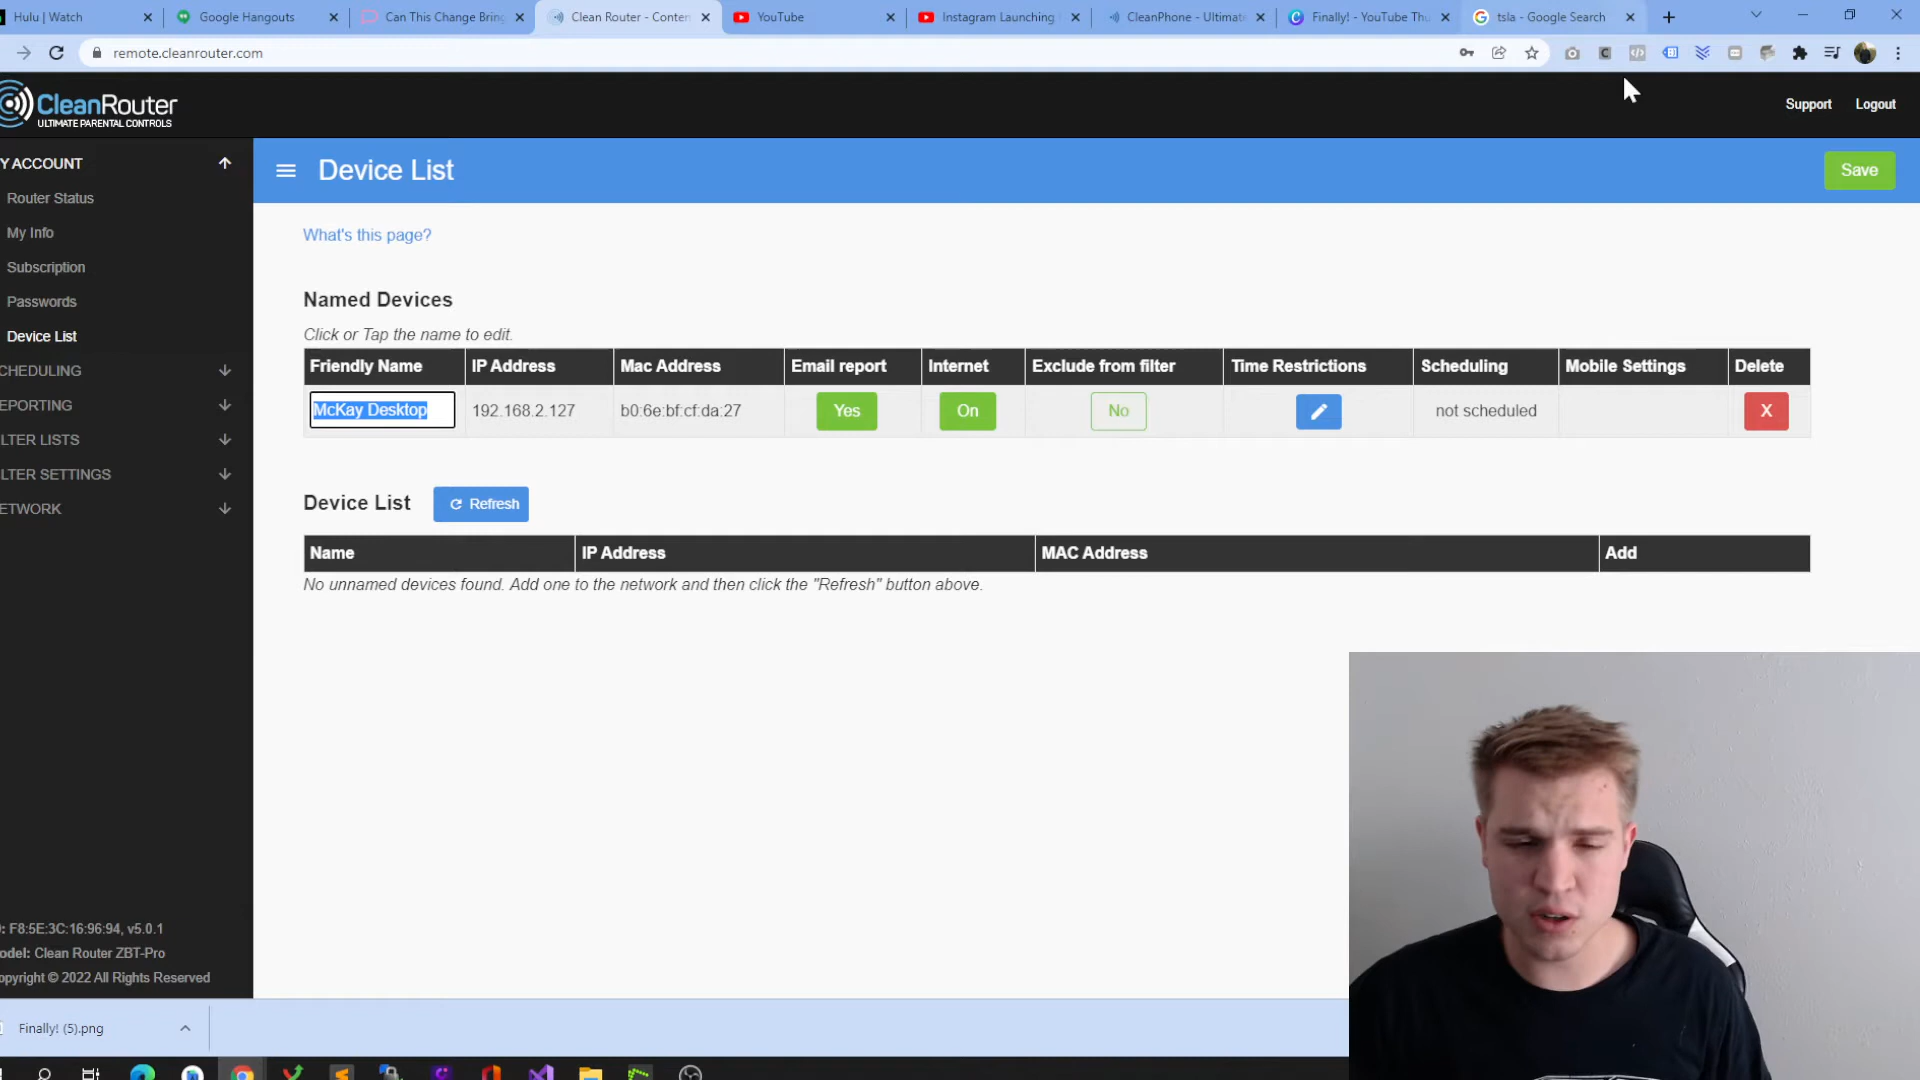 Hulu | Watch
Google Hangouts
Can This Change Bring
Clean Router - Conten
YouTube
Instagram Launching
CleanPhone - Ultimate
Finally! - YouTube Thu
tsla - Google Search
remote.cleanrouter.com
CleanRouter
ULTIMATE PARENTAL CONTROLS
Support
Logout
Y ACCOUNT
Router Status
My Info
Subscription
Passwords
Device List
CHEDULING
EPORTING
LTER LISTS
LTER SETTINGS
ETWORK
Device List
Save
What's this page?
Named Devices
Click or Tap the name to edit.
Friendly Name IP Address Mac Address Email report Internet Exclude from filter Time Restrictions Scheduling Mobile Settings Delete
McKay Desktop 192.168.2.127 b0:6e:bf:cf:da:27 Yes On No not scheduled X
Device List Refresh
Name IP Address MAC Address Add
No unnamed devices found. Add one to the network and then click the "Refresh" button above.
: F8:5E:3C:16:96:94, v5.0.1
odel: Clean Router ZBT-Pro
opyright © 2022 All Rights Reserved
Finally! (5).png